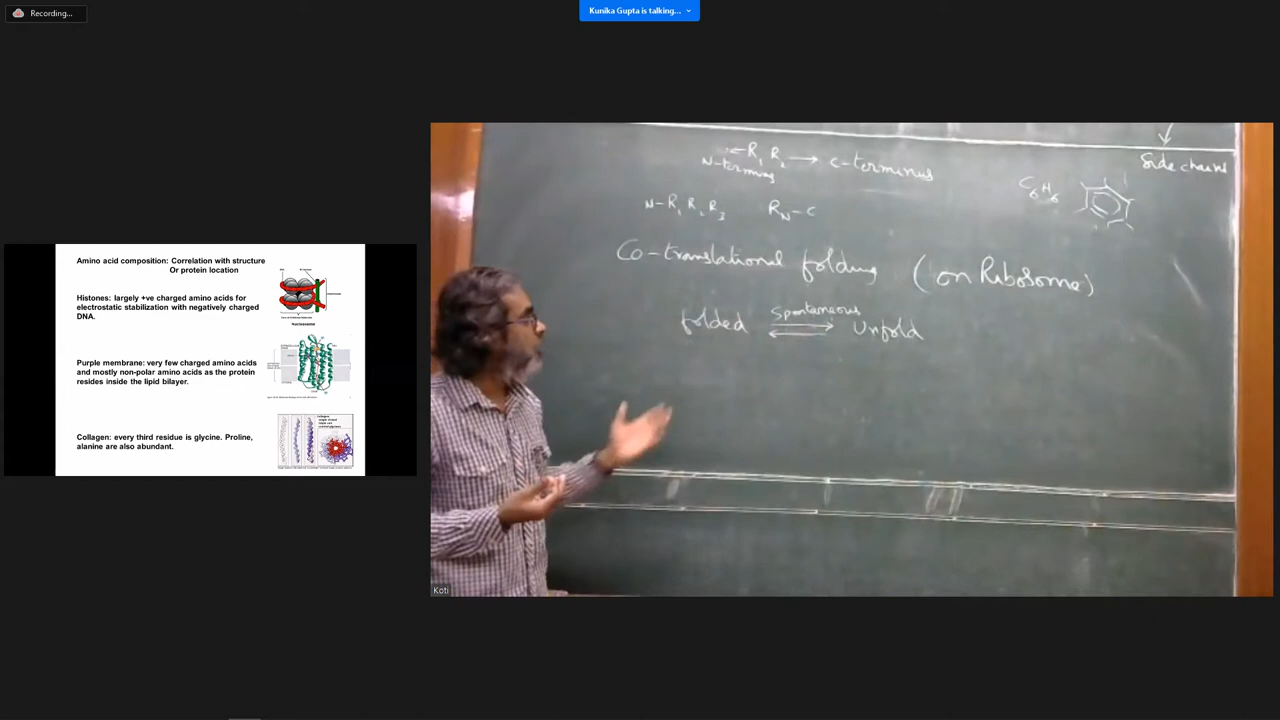 Recording...
Kunika Gupta is talking...
Amino acid composition: Correlation with structure
Or protein location
Histones: largely +ve charged amino acids for
electrostatic stabilization with negatively charged
DNA.
Nucleosome
Purple membrane: very few charged amino acids
and mostly non-polar amino acids as the protein
resides inside the lipid bilayer.
Collagen: every third residue is glycine. Proline,
alanine are also abundant.
←R₁ R₂ → C-terminus
N-terminus
Side chains
C₆H₆
N-R₁ R₂ R₃ R_N-C
Co-translational folding (on Ribosome)
Spontaneous
folded ⇌ Unfold
Koti